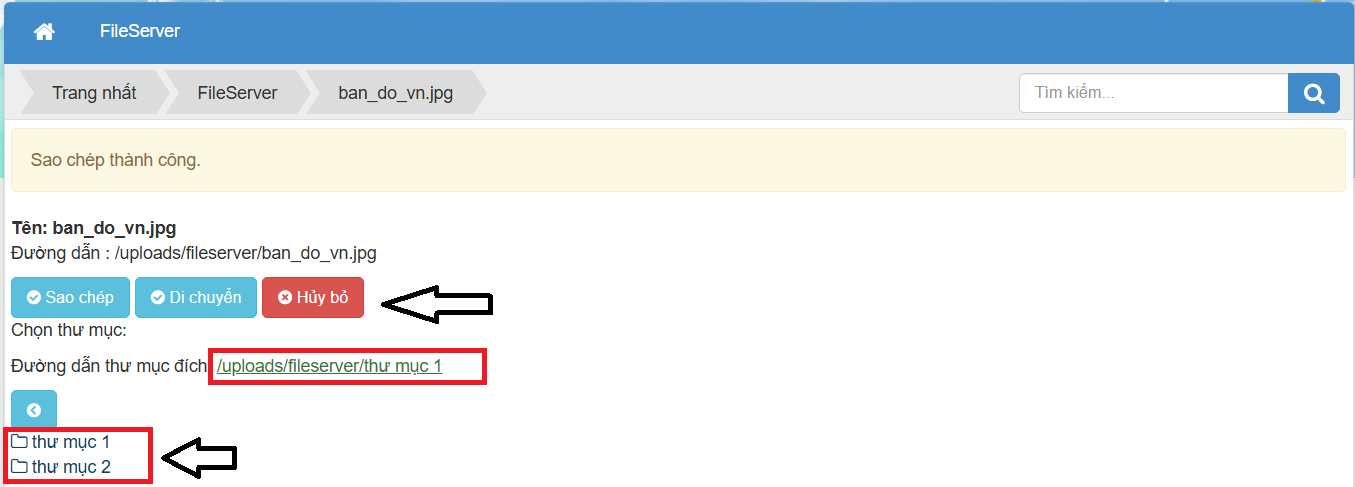 FileServer
Trang nhất FileServer ban_do_vn.jpg Tìm kiếm...
Sao chép thành công.
Tên: ban_do_vn.jpg
Đường dẫn : /uploads/fileserver/ban_do_vn.jpg
Sao chép Di chuyển Hủy bỏ
Chọn thư mục:
Đường dẫn thư mục đích /uploads/fileserver/thư mục 1
thư mục 1
thư mục 2